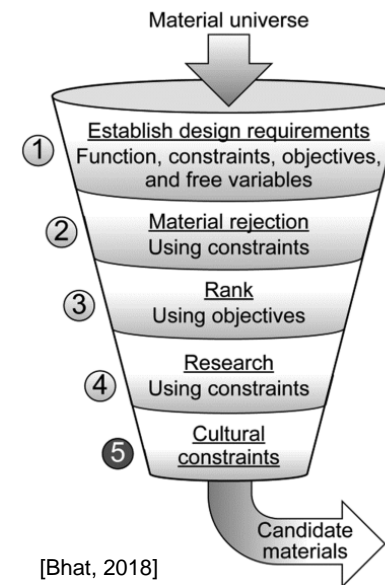 Material universe
1
Establish design requirements
Function, constraints, objectives,
and free variables
2
Material rejection
Using constraints
3
Rank
Using objectives
4
Research
Using constraints
5
Cultural
constraints
Candidate
materials
[Bhat, 2018]